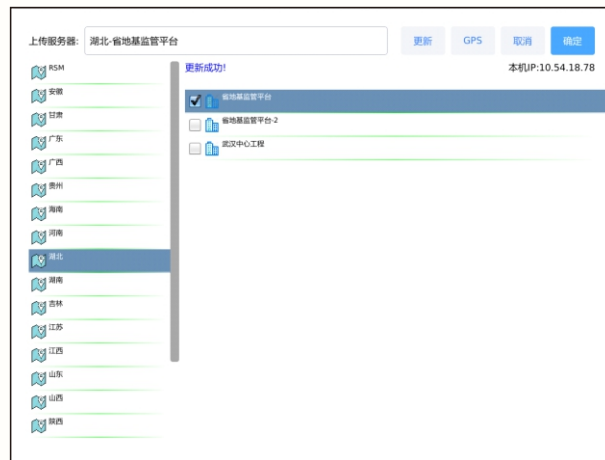 上传服务器: 湖北-省地基监管平台 更新 GPS 取消 确定
更新成功! 本机IP:10.54.18.78
RSM
安徽
甘肃
广东
广西
贵州
海南
河南
湖北
湖南
吉林
江苏
江西
山东
山西
陕西
省地基监管平台
省地基监管平台-2
武汉中心工程